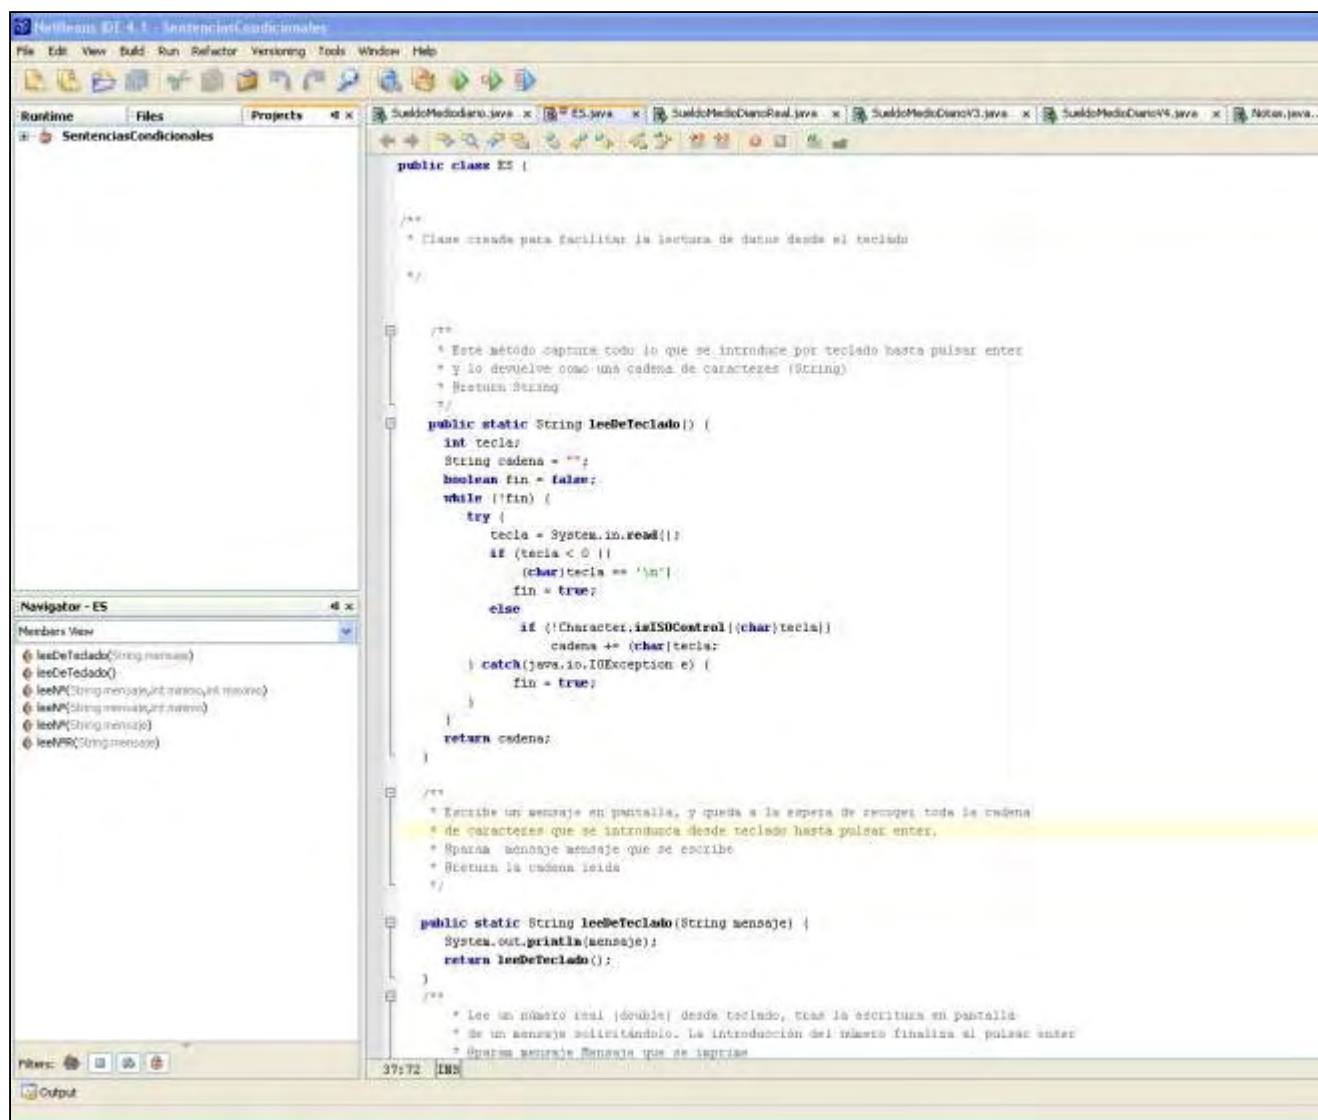 NetBeans IDE 4.1 - SentenciasCondicionales
File Edit View Build Run Refactor Versioning Tools Window Help
Runtime Files Projects
SentenciasCondicionales
SueldoMediodiario.java ES.java SueldoMedioDiarioReal.java SueldoMedioDiarioV3.java SueldoMedioDiarioV4.java Notas.java
public class ES {
/**
* Clase creada para facilitar la lectura de datos desde el teclado
*/
/**
* Este método captura todo lo que se introduce por teclado hasta pulsar enter
* y lo devuelve como una cadena de caracteres (String)
* @return String
*/
public static String leeDeTeclado() {
int tecla;
String cadena = "";
boolean fin = false;
while (!fin) {
try {
tecla = System.in.read();
if (tecla < 0 ||
(char)tecla == '\n')
fin = true;
else
if (!Character.isISOControl((char)tecla))
cadena += (char)tecla;
} catch(java.io.IOException e) {
fin = true;
}
}
return cadena;
}
/**
* Escribe un mensaje en pantalla, y queda a la espera de recoger toda la cadena
* de caracteres que se introduzca desde teclado hasta pulsar enter.
* @param mensaje mensaje que se escribe
* @return la cadena leida
*/
public static String leeDeTeclado(String mensaje) {
System.out.println(mensaje);
return leeDeTeclado();
}
/**
* Lee un número real (double) desde teclado, tras la escritura en pantalla
* de un mensaje solicitándolo. La introducción del número finaliza al pulsar enter
* @param mensaje Mensaje que se imprime
37:72 INS
Navigator - ES
Members View
leeDeTeclado(String mensaje)
leeDeTeclado()
leeNº(String mensaje,int minimo,int maximo)
leeNº(String mensaje,int minimo)
leeNº(String mensaje)
leeNºR(String mensaje)
Filters:
Output